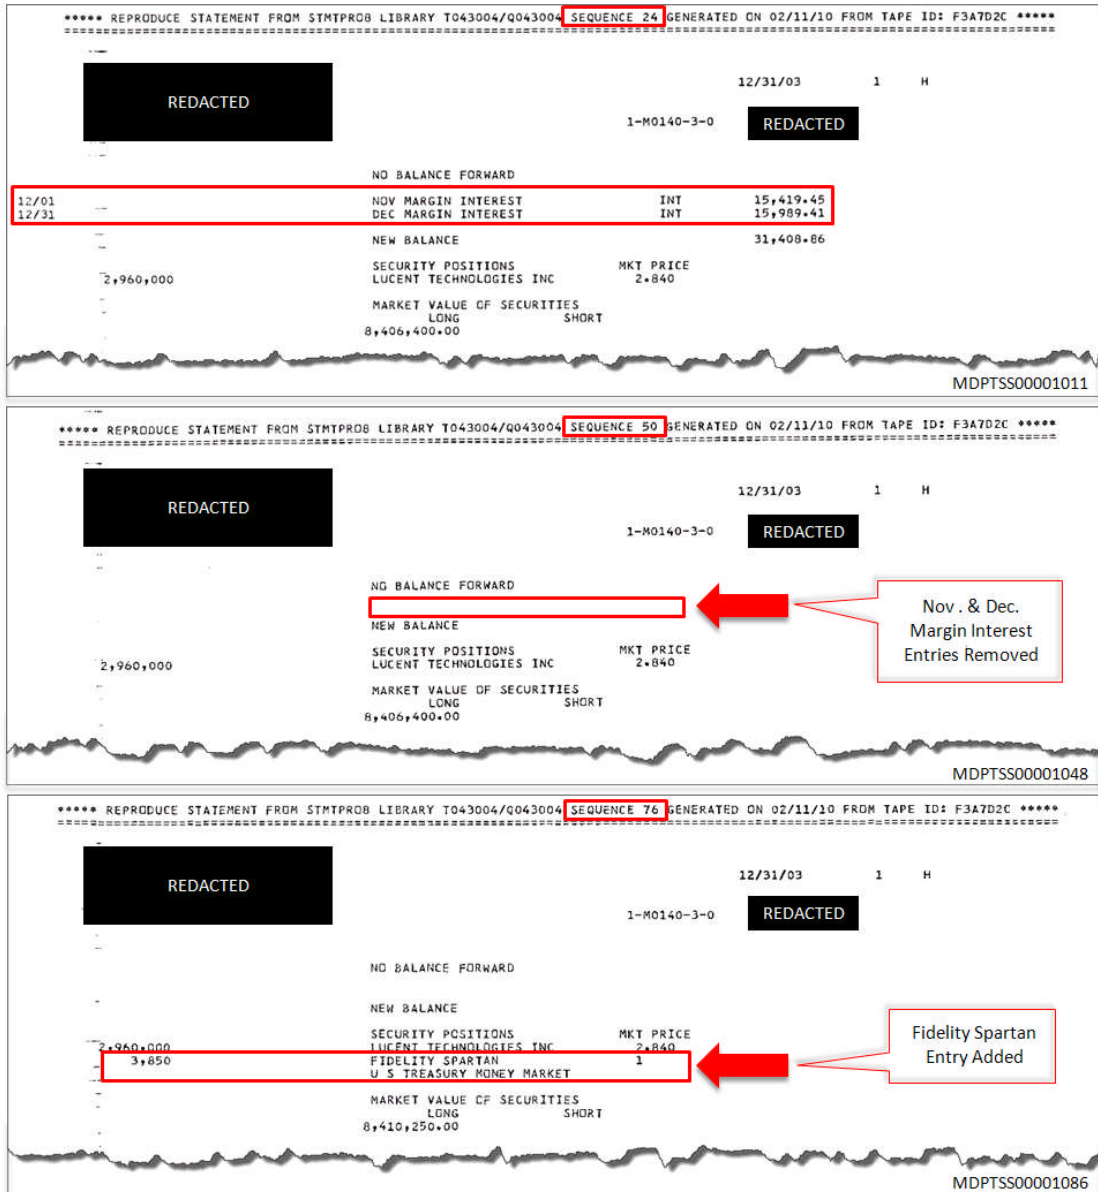 ***** REPRODUCE STATEMENT FROM STMTPRO8 LIBRARY T043004/Q043004 SEQUENCE 24 GENERATED ON 02/11/10 FROM TAPE ID: F3A7D2C *****
REDACTED
12/31/03 1 H
1-M0140-3-0 REDACTED
NO BALANCE FORWARD
12/01 NOV MARGIN INTEREST INT 15,419.45
12/31 DEC MARGIN INTEREST INT 15,989.41
NEW BALANCE 31,408.86
SECURITY POSITIONS MKT PRICE
2,960,000 LUCENT TECHNOLOGIES INC 2.840
MARKET VALUE OF SECURITIES
LONG SHORT
8,406,400.00
MDPTSS00001011
***** REPRODUCE STATEMENT FROM STMTPRO8 LIBRARY T043004/Q043004 SEQUENCE 50 GENERATED ON 02/11/10 FROM TAPE ID: F3A7D2C *****
REDACTED
12/31/03 1 H
1-M0140-3-0 REDACTED
NO BALANCE FORWARD
NEW BALANCE
SECURITY POSITIONS MKT PRICE
2,960,000 LUCENT TECHNOLOGIES INC 2.840
MARKET VALUE OF SECURITIES
LONG SHORT
8,406,400.00
Nov . & Dec.
Margin Interest
Entries Removed
MDPTSS00001048
***** REPRODUCE STATEMENT FROM STMTPRO8 LIBRARY T043004/Q043004 SEQUENCE 76 GENERATED ON 02/11/10 FROM TAPE ID: F3A7D2C *****
REDACTED
12/31/03 1 H
1-M0140-3-0 REDACTED
NO BALANCE FORWARD
NEW BALANCE
SECURITY POSITIONS MKT PRICE
2,960,000 LUCENT TECHNOLOGIES INC 2.840
3,850 FIDELITY SPARTAN 1
U S TREASURY MONEY MARKET
MARKET VALUE OF SECURITIES
LONG SHORT
8,410,250.00
Fidelity Spartan
Entry Added
MDPTSS00001086